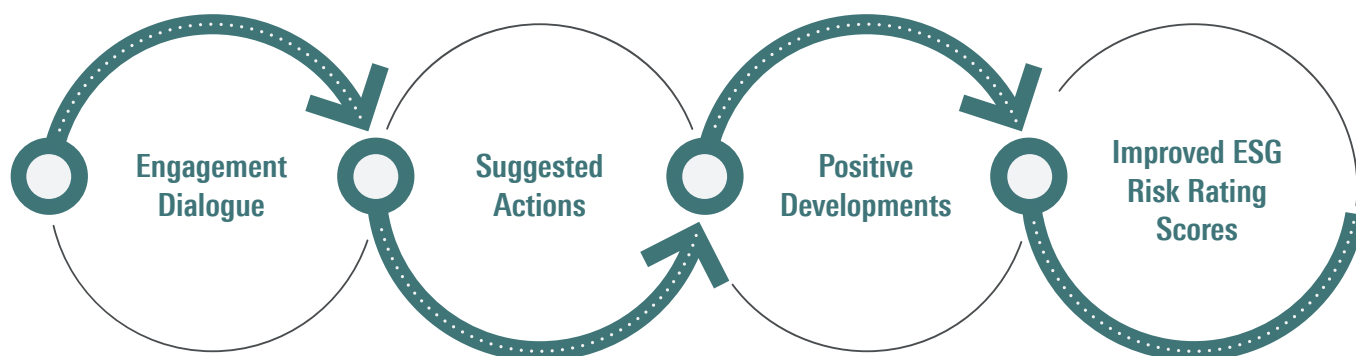 Engagement
Dialogue
Suggested
Actions
Positive
Developments
Improved ESG
Risk Rating
Scores